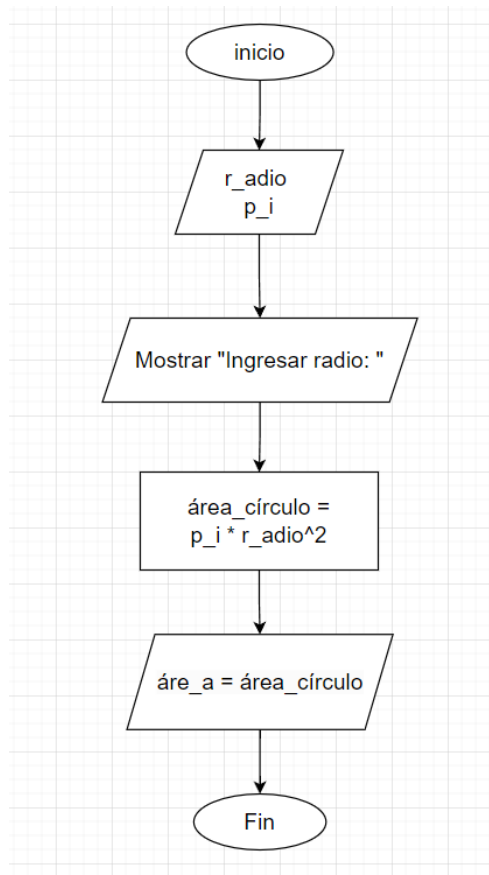 inicio
r_adio
p_i
Mostrar "Ingresar radio: "
área_círculo =
p_i * r_adio^2
áre_a = área_círculo
Fin